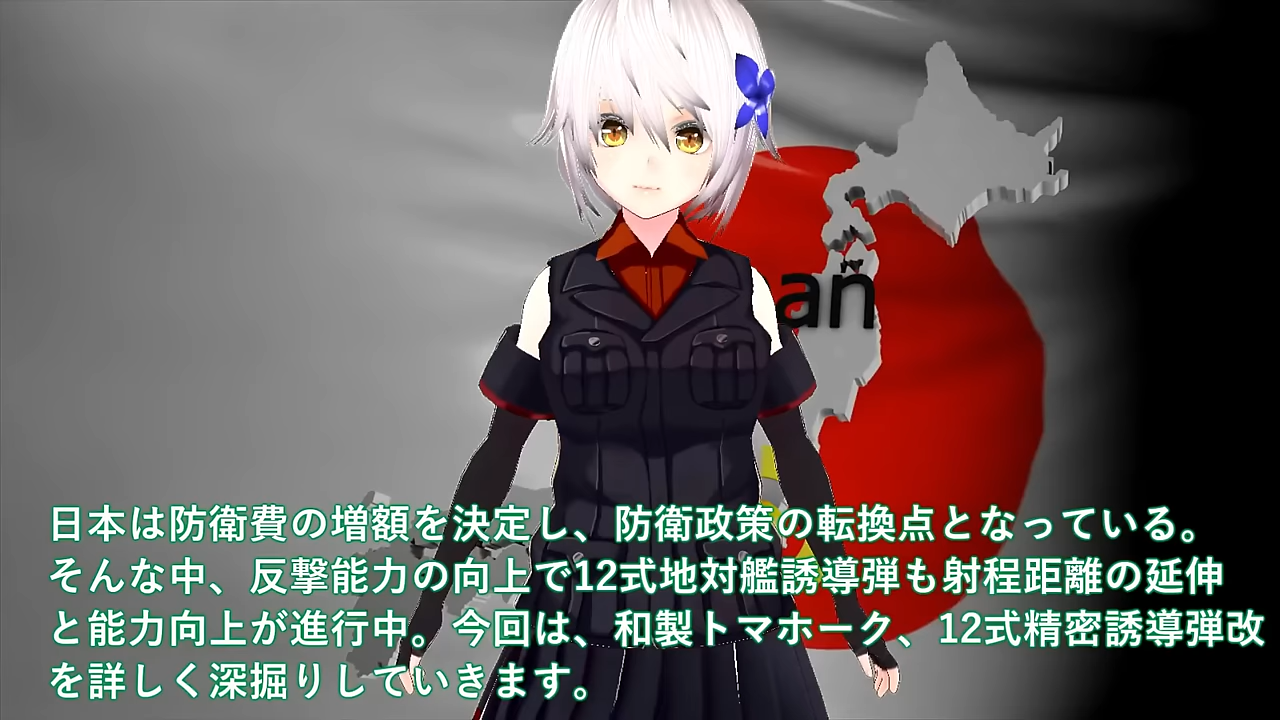 an
日本は防衛費の増額を決定し、防衛政策の転換点となっている。
そんな中、反撃能力の向上で12式地対艦誘導弾も射程距離の延伸
と能力向上が進行中。今回は、和製トマホーク、12式精密誘導弾改
を詳しく深掘りしていきます。